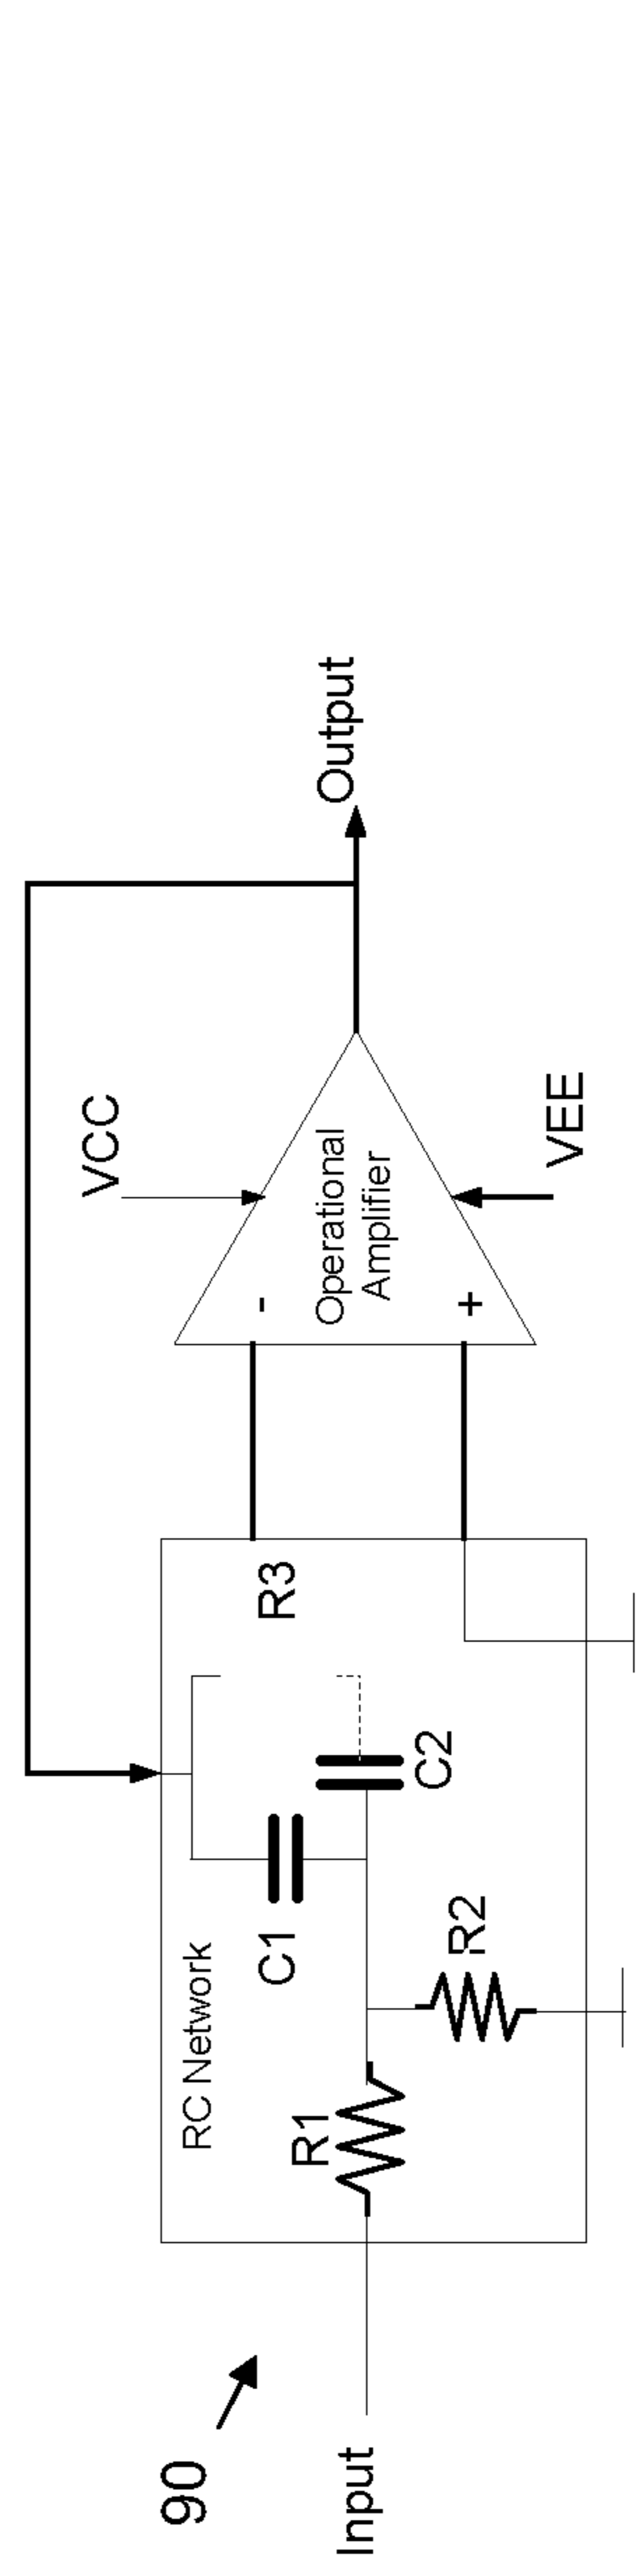 90
Input
RC Network
R1
R2
C1
C2
R3
-
+
Operational
Amplifier
VCC
VEE
Output